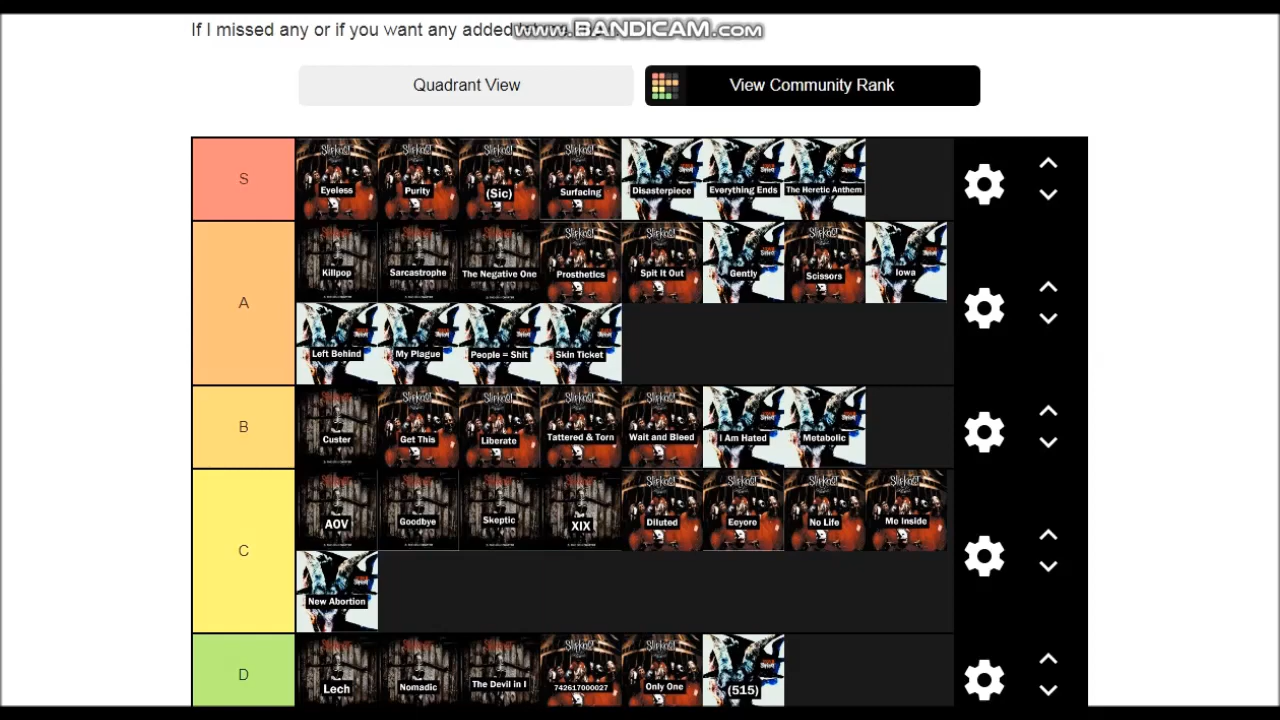 If I missed any or if you want any added
www.BANDICAM.com
Quadrant View
View Community Rank
S
Eyeless
Purity
(Sic)
Surfacing
Disasterpiece
Everything Ends
The Heretic Anthem
A
Killpop
Sarcastrophe
The Negative One
Prosthetics
Spit It Out
Gently
Scissors
Iowa
Left Behind
My Plague
People = Shit
Skin Ticket
B
Custer
Get This
Liberate
Tattered & Torn
Wait and Bleed
I Am Hated
Metabolic
C
AOV
Goodbye
Skeptic
XIX
Diluted
Eeyore
No Life
Me Inside
New Abortion
D
Lech
Nomadic
The Devil in I
742617000027
Only One
(515)